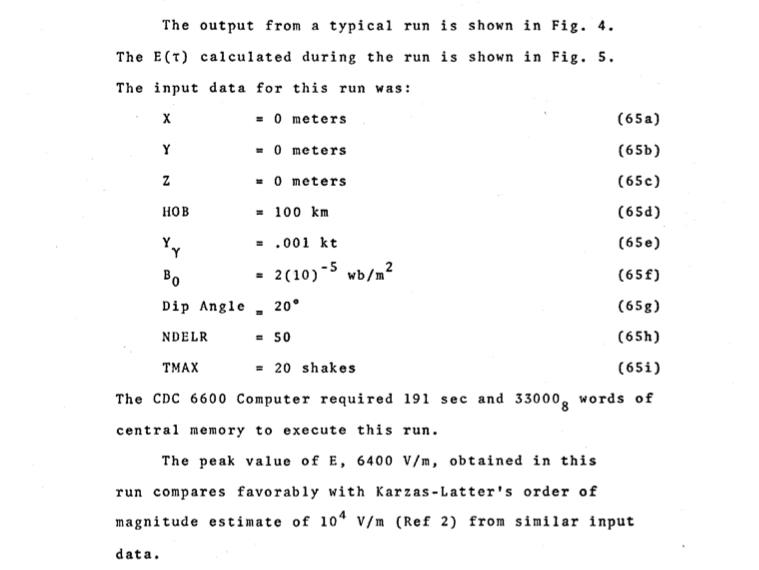 The output from a typical run is shown in Fig. 4.
The E(τ) calculated during the run is shown in Fig. 5.
The input data for this run was:
X = 0 meters (65a)
Y = 0 meters (65b)
Z = 0 meters (65c)
HOB = 100 km (65d)
Y_γ = .001 kt (65e)
B_0 = 2(10)^-5 wb/m^2 (65f)
Dip Angle = 20° (65g)
NDELR = 50 (65h)
TMAX = 20 shakes (65i)
The CDC 6600 Computer required 191 sec and 33000_8 words of
central memory to execute this run.
The peak value of E, 6400 V/m, obtained in this
run compares favorably with Karzas-Latter's order of
magnitude estimate of 10^4 V/m (Ref 2) from similar input
data.